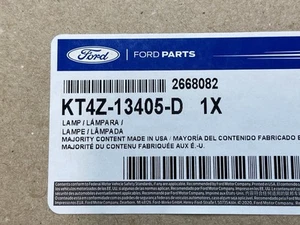 Ford
FORD PARTS
2668082
KT4Z-13405-D 1X
LAMP / LÁMPARA /
LAMPE / LÂMPADA
MAJORITY CONTENT MADE IN USA / MAYORÍA DEL CONTENIDO FABRICADO E
MAJORITÉ DU CONTENU FABRIQUÉE AUX É.-U.